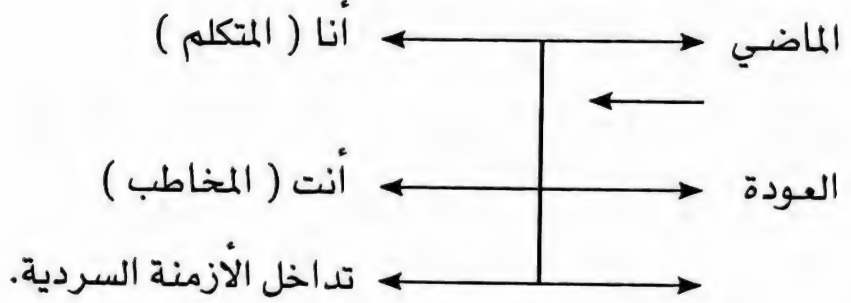 الماضي أنا ( المتكلم )
العودة أنت ( المخاطب )
تداخل الأزمنة السردية.